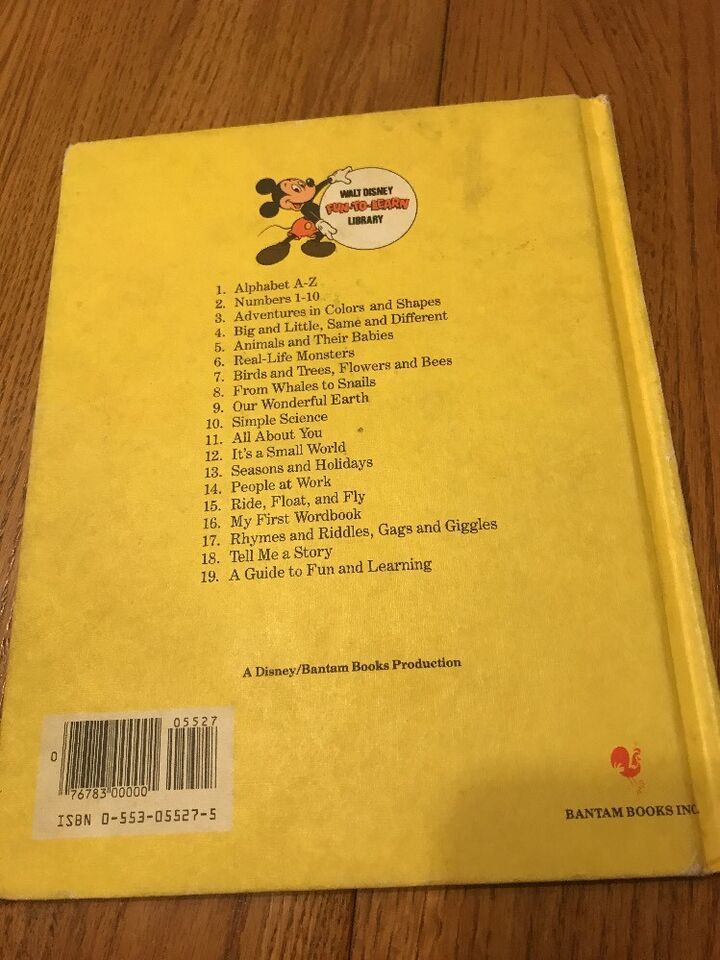 WALT DISNEY
FUN-TO-LEARN
LIBRARY
1. Alphabet A-Z
2. Numbers 1-10
3. Adventures in Colors and Shapes
4. Big and Little, Same and Different
5. Animals and Their Babies
6. Real-Life Monsters
7. Birds and Trees, Flowers and Bees
8. From Whales to Snails
9. Our Wonderful Earth
10. Simple Science
11. All About You
12. It's a Small World
13. Seasons and Holidays
14. People at Work
15. Ride, Float, and Fly
16. My First Wordbook
17. Rhymes and Riddles, Gags and Giggles
18. Tell Me a Story
19. A Guide to Fun and Learning
A Disney/Bantam Books Production
05527
0
76783 00000
ISBN 0-553-05527-5
BANTAM BOOKS INC.